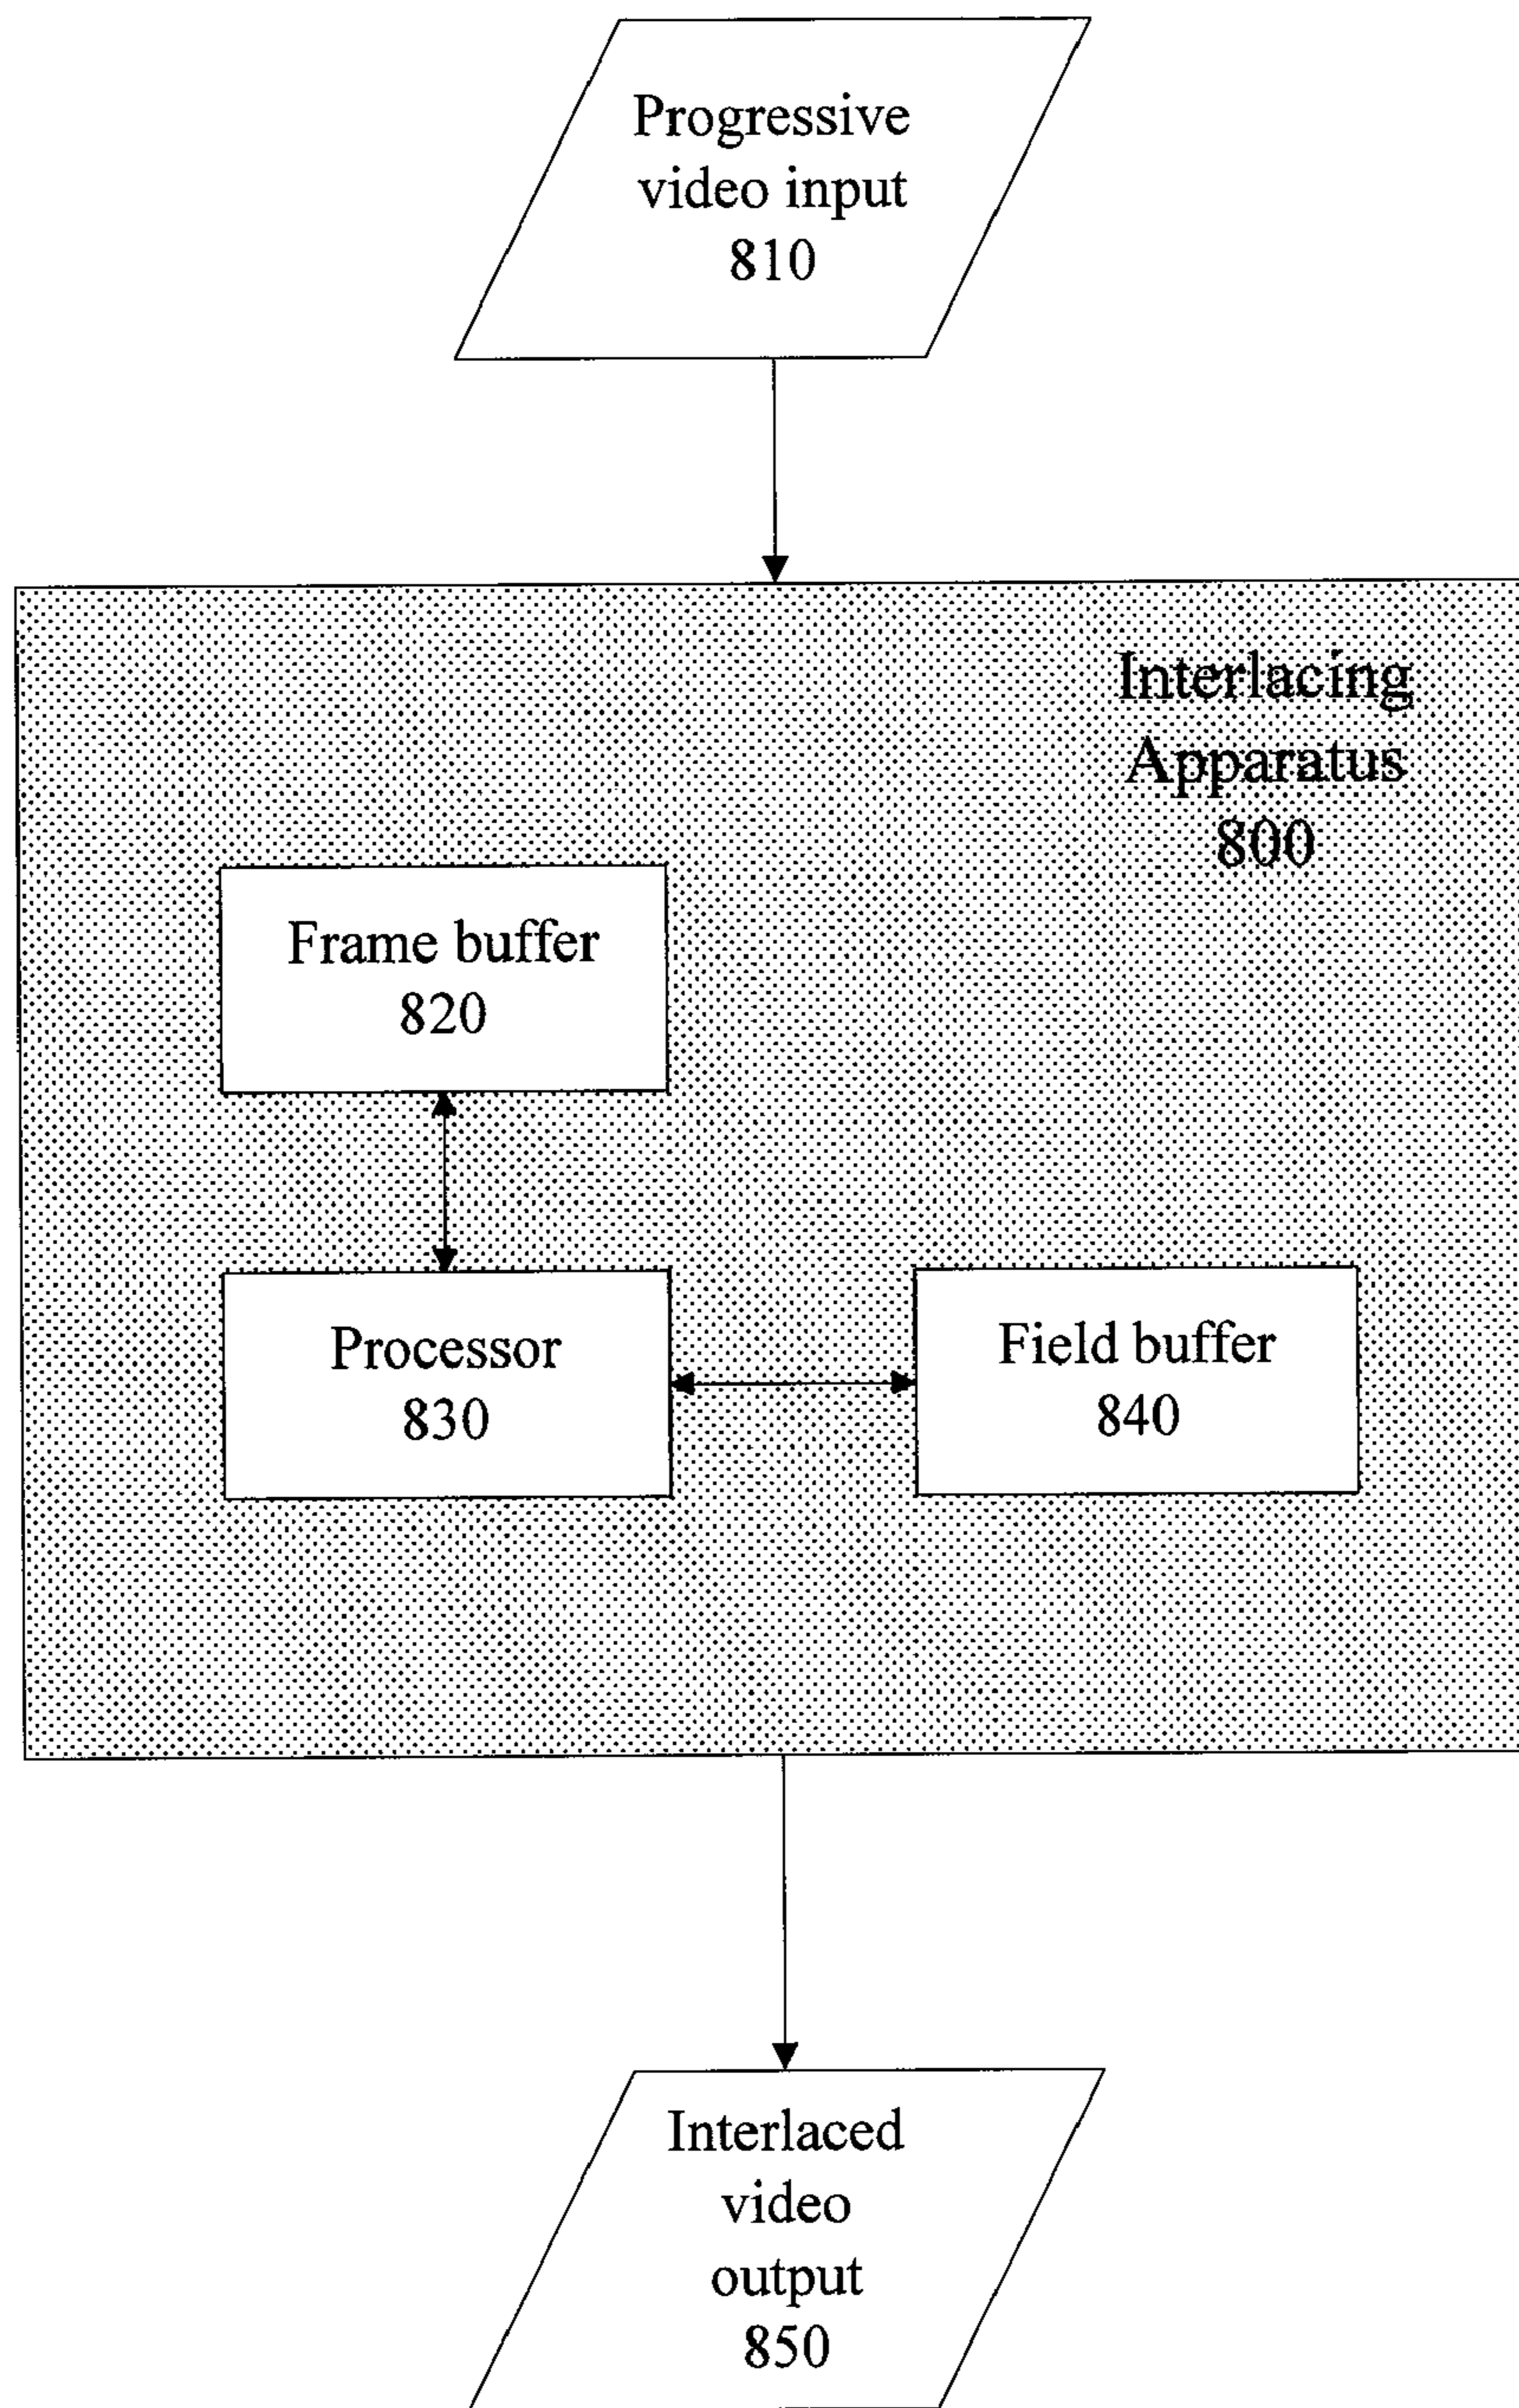 Progressive
video input
810
Interlacing
Apparatus
800
Frame buffer
820
Processor
830
Field buffer
840
Interlaced
video
output
850